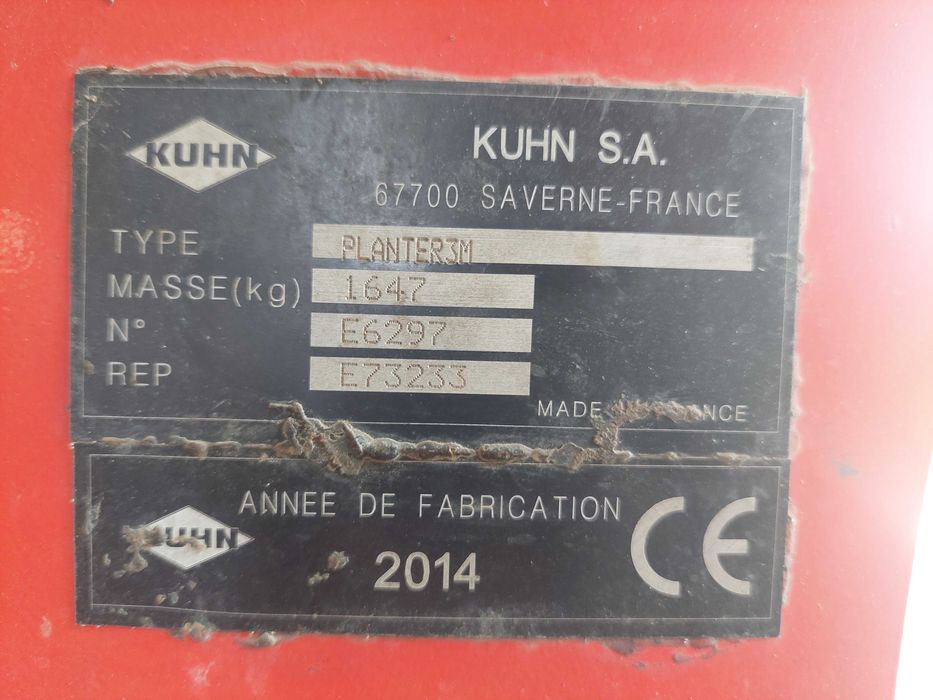 KUHN
KUHN S.A.
67700 SAVERNE-FRANCE
TYPE PLANTER3M
MASSE(kg) 1647
N° E6297
REP E73233
MADE
ANNEE DE FABRICATION
KUHN
2014
CE